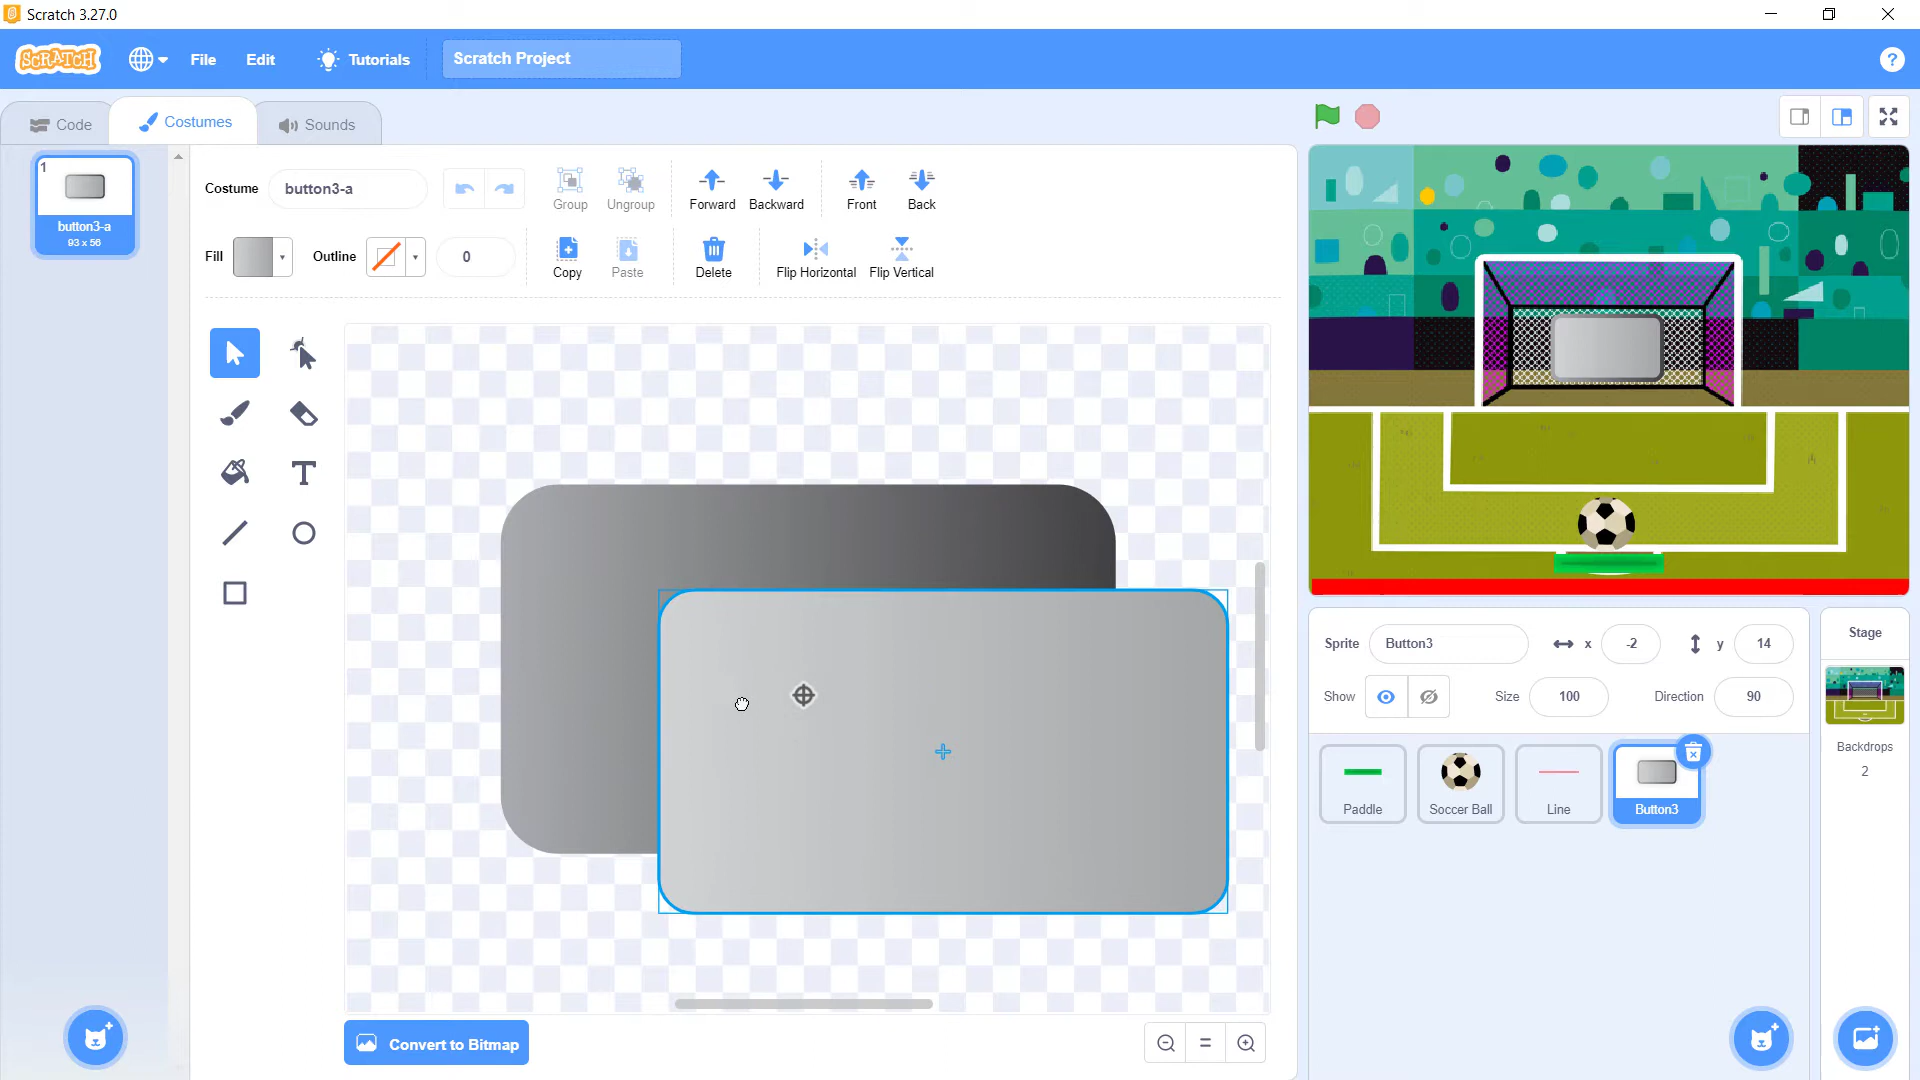 Scratch 3.27.0
SCRATCH
File
Edit
Tutorials
Scratch Project
?
Code
Costumes
Sounds
1
button3-a
93 x 56
Costume
button3-a
Group
Ungroup
Forward
Backward
Front
Back
Fill
Outline
0
Copy
Paste
Delete
Flip Horizontal
Flip Vertical
T
Convert to Bitmap
Sprite
Button3
x
-2
y
14
Show
Size
100
Direction
90
Paddle
Soccer Ball
Line
Button3
Stage
Backdrops
2